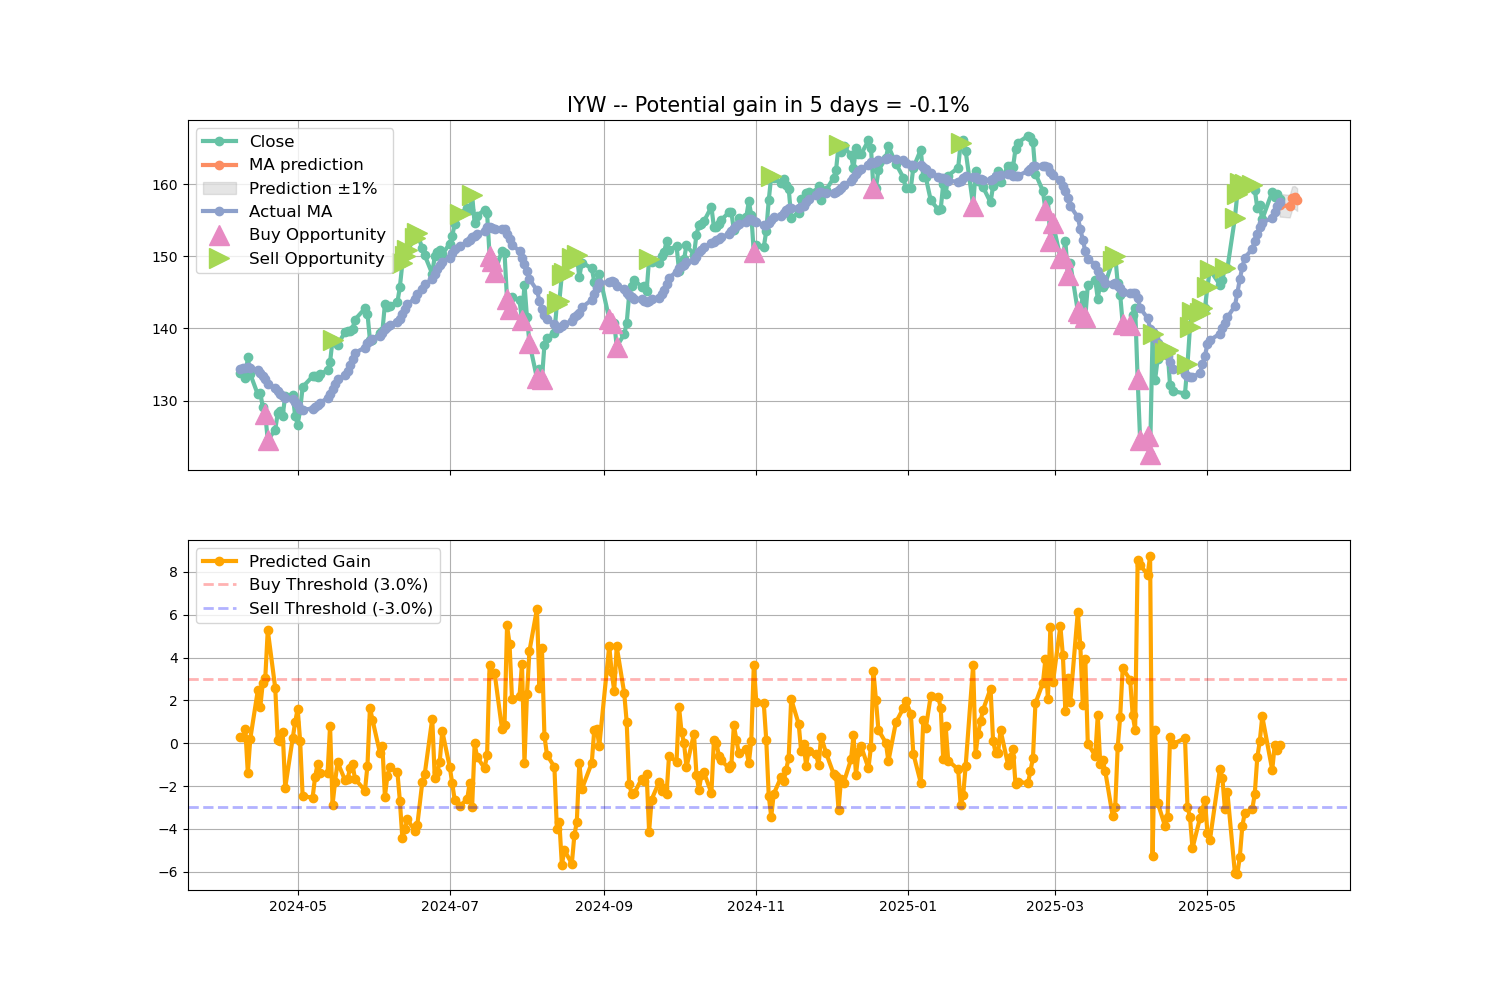 IYW -- Potential gain in 5 days = -0.1%
Close
MA prediction
Prediction ±1%
Actual MA
Buy Opportunity
Sell Opportunity
160
150
140
130
Predicted Gain
Buy Threshold (3.0%)
Sell Threshold (-3.0%)
8
6
4
2
0
−2
−4
−6
2024-05
2024-07
2024-09
2024-11
2025-01
2025-03
2025-05